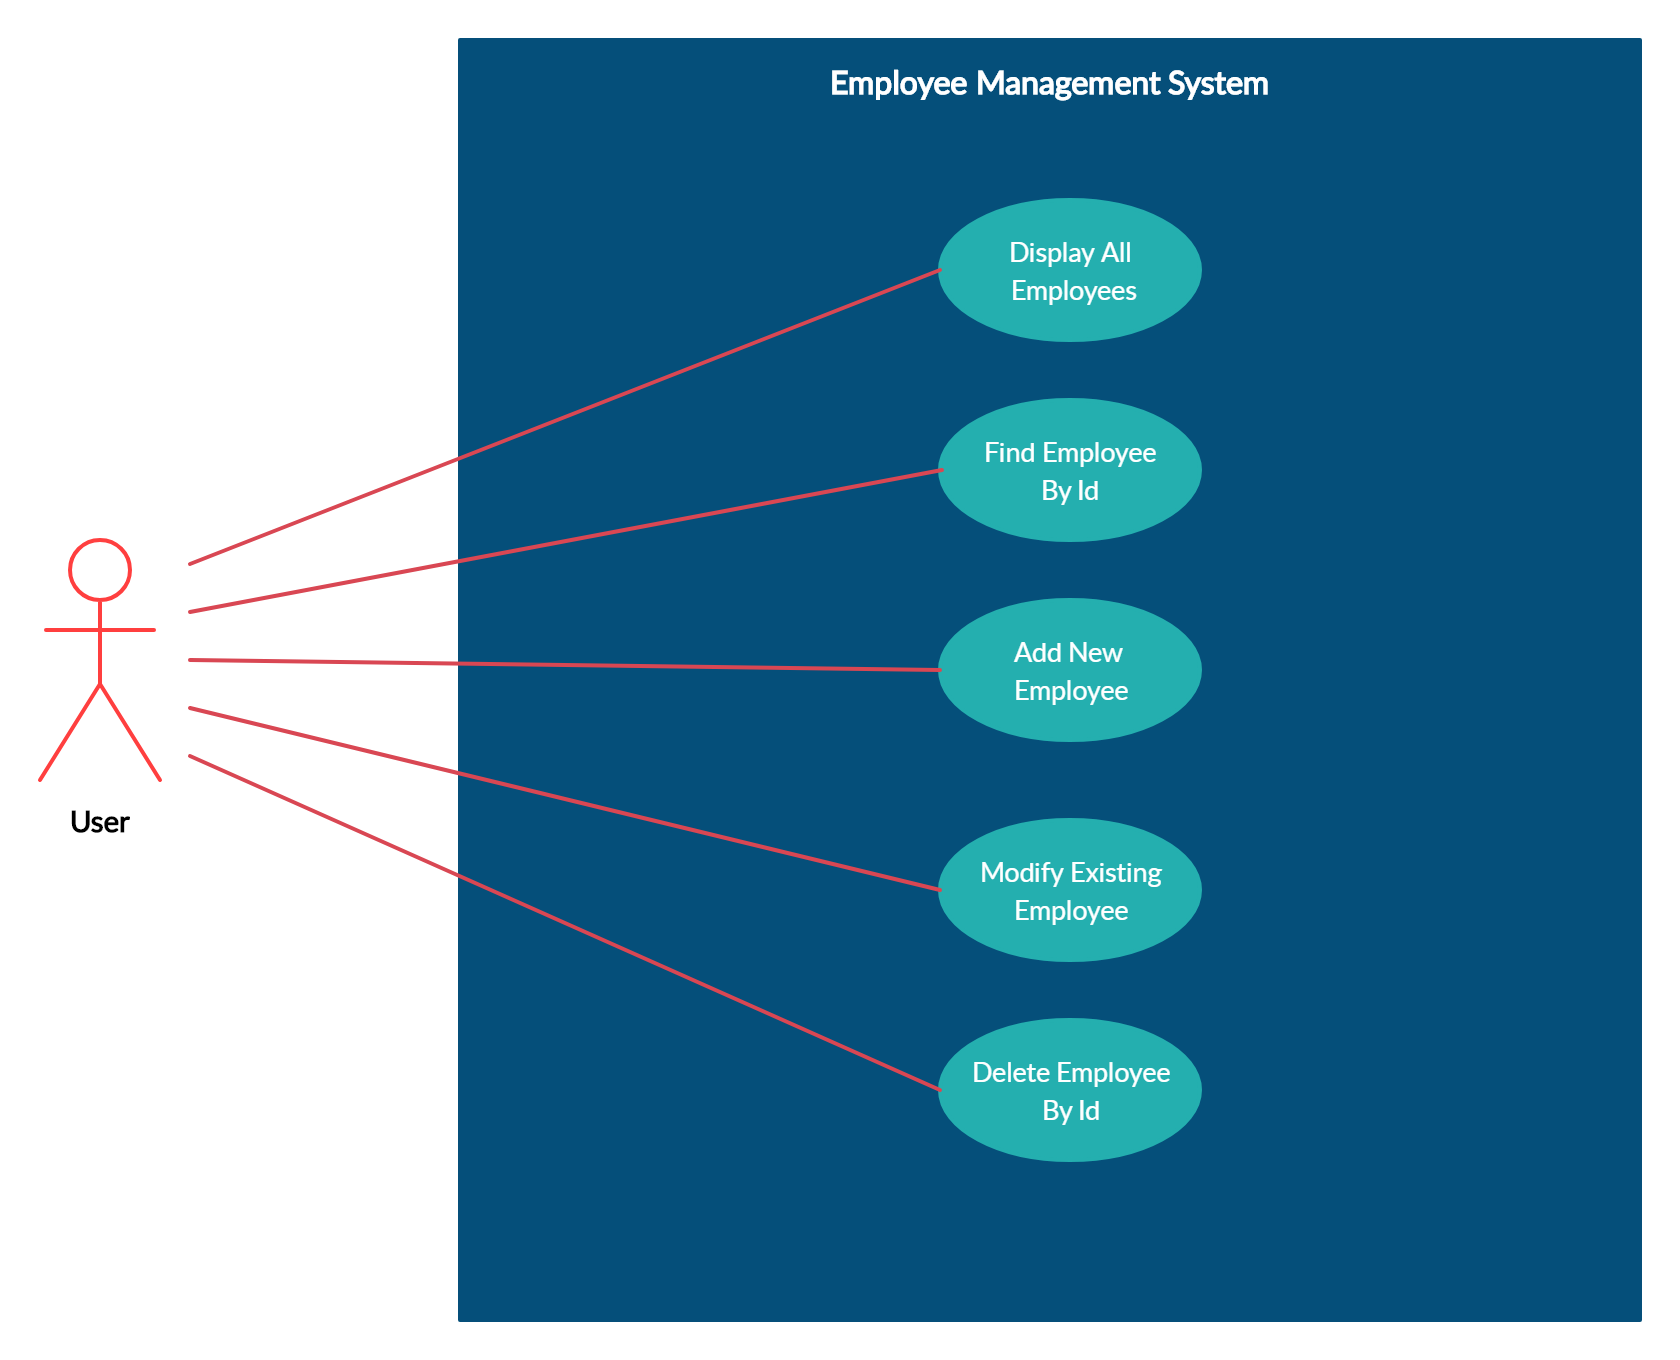 Employee Management System
Display All
Employees
Find Employee
By Id
Add New
Employee
User
Modify Existing
Employee
Delete Employee
By Id